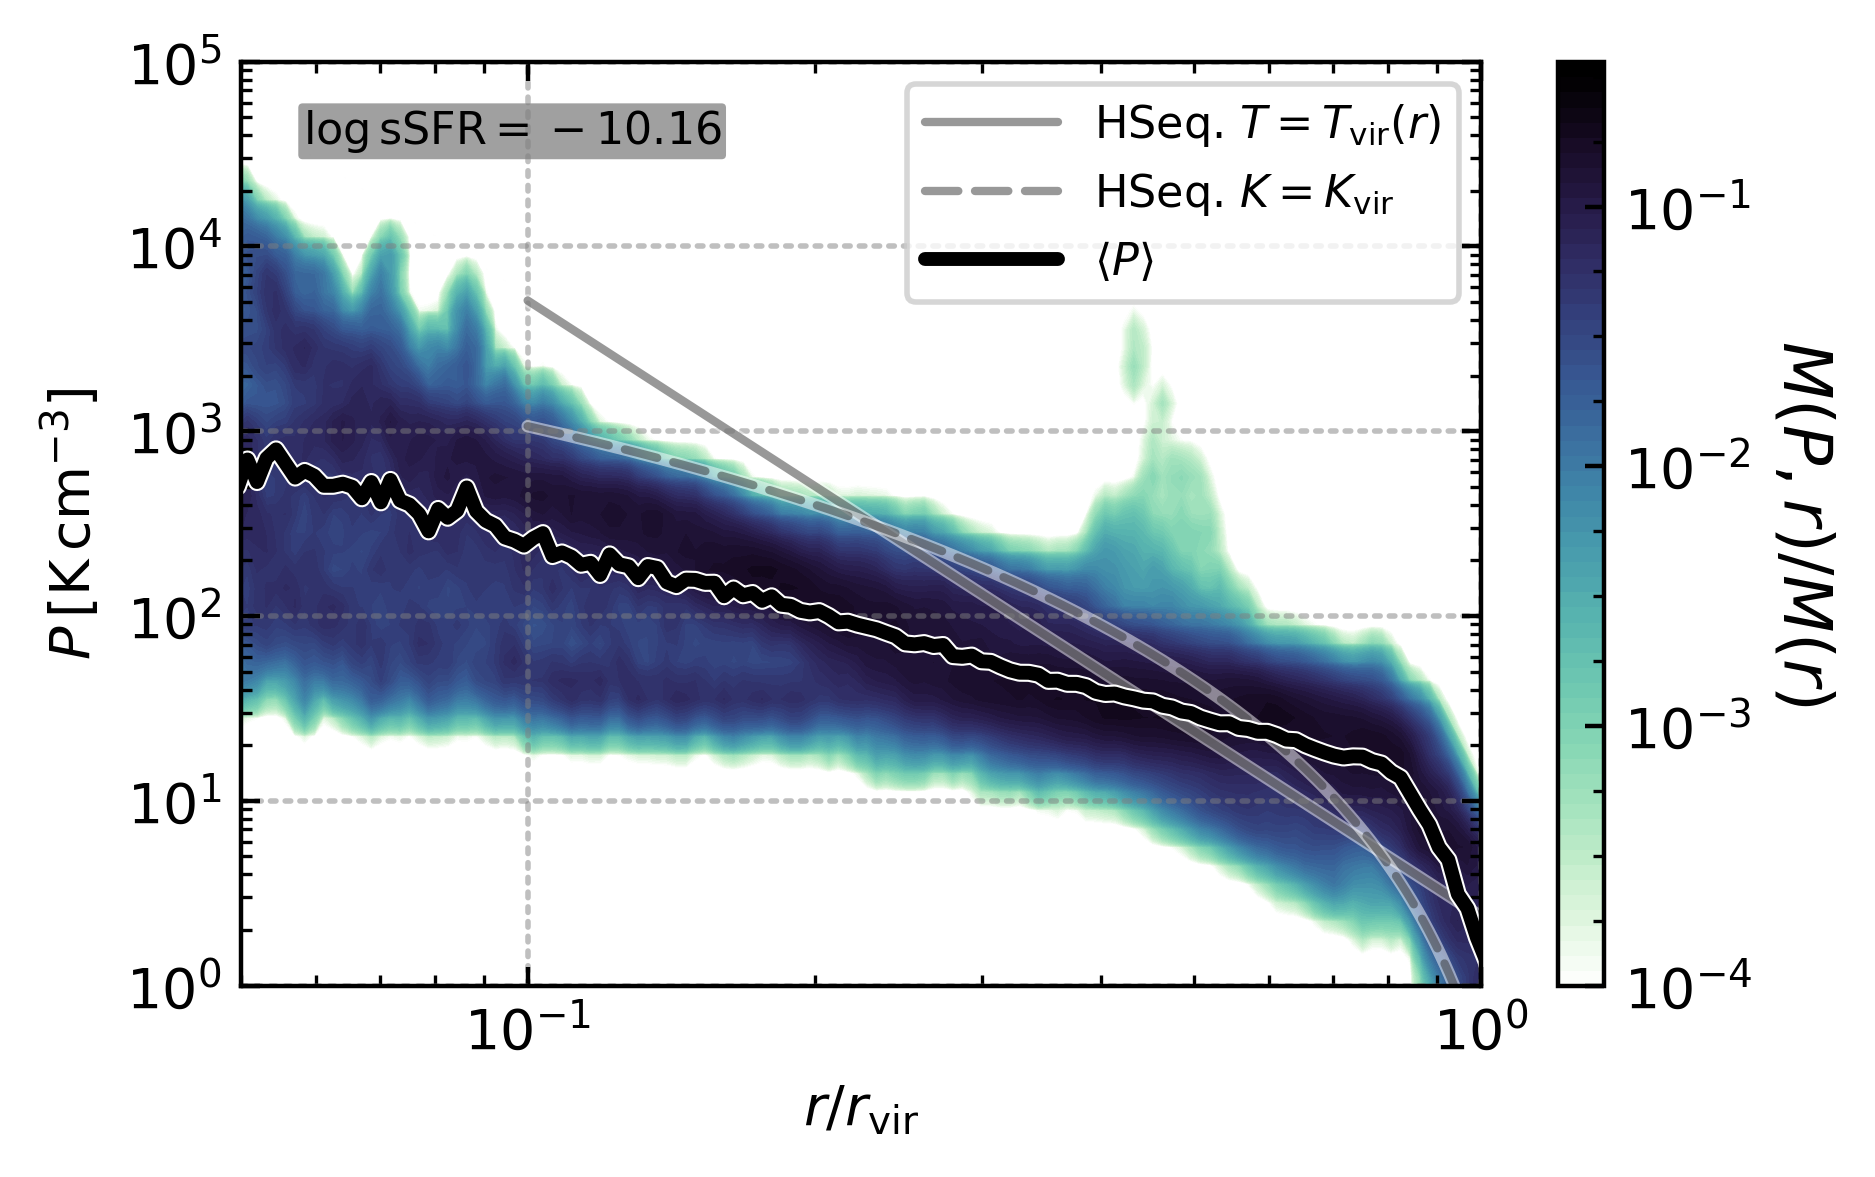 log sSFR = −10.16
HSeq. T = T_vir(r)
HSeq. K = K_vir
⟨P⟩
10^5
10^4
10^3
10^2
10^1
10^0
P [K cm^−3]
10^−1
10^0
r/r_vir
10^−1
10^−2
10^−3
10^−4
M(P, r)/M(r)